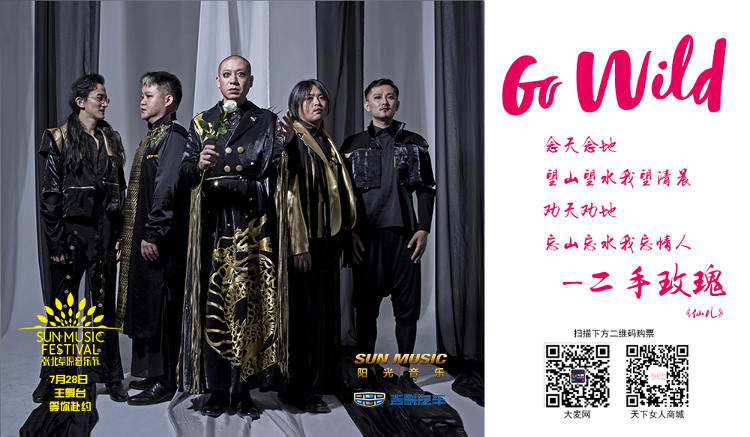 Go Wild
念天念地
望山望水我望清晨
功天功地
忘山忘水我忘情人
一二手玫瑰
《仙儿》
扫描下方二维码购票
大麦网
天下女人商城
SUN MUSIC
FESTIVAL
张北草原音乐节
7月28日
主舞台
等你赴约
SUN MUSIC
阳光音乐
吉利汽车